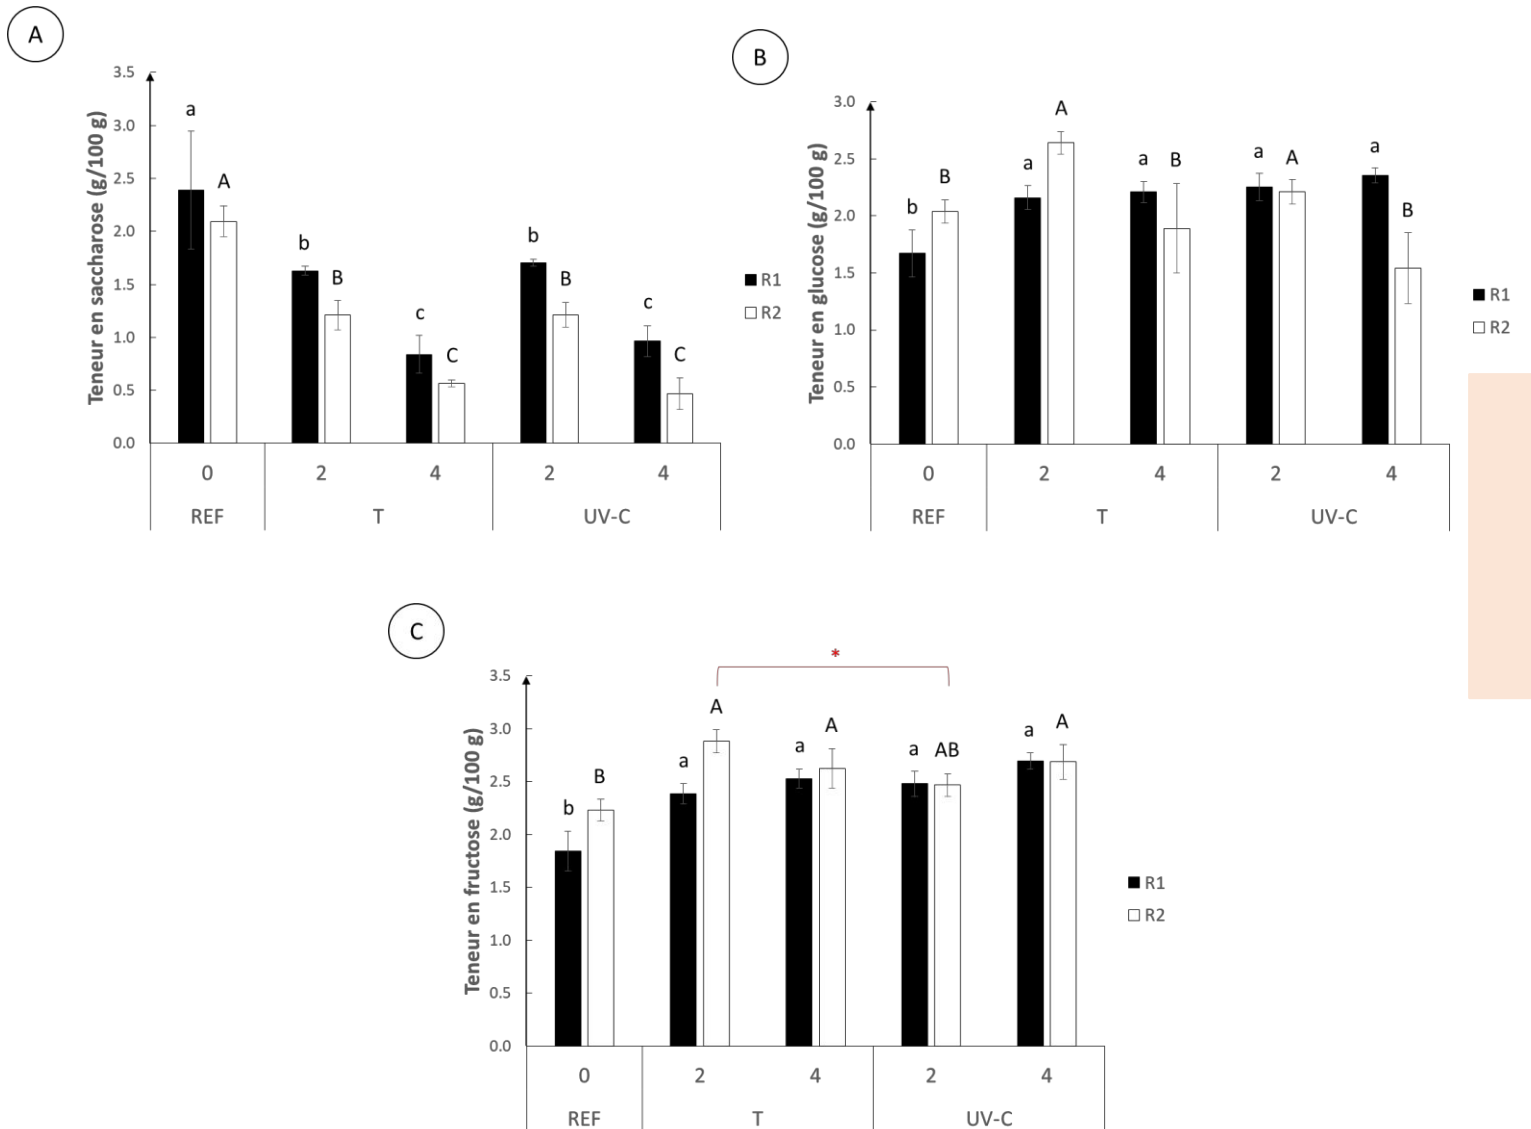 A
Teneur en saccharose (g/100 g)
3.5
3.0
2.5
2.0
1.5
1.0
0.5
0.0
a
A
b
B
c
C
b
B
c
C
R1
R2
0
2
4
2
4
REF
T
UV-C
B
Teneur en glucose (g/100 g)
3.0
2.5
2.0
1.5
1.0
0.5
0.0
b
B
a
A
a
B
a
A
a
B
R1
R2
0
2
4
2
4
REF
T
UV-C
C
Teneur en fructose (g/100 g)
3.5
3.0
2.5
2.0
1.5
1.0
0.5
0.0
*
b
B
a
A
a
A
a
AB
a
A
R1
R2
0
2
4
2
4
REF
T
UV-C